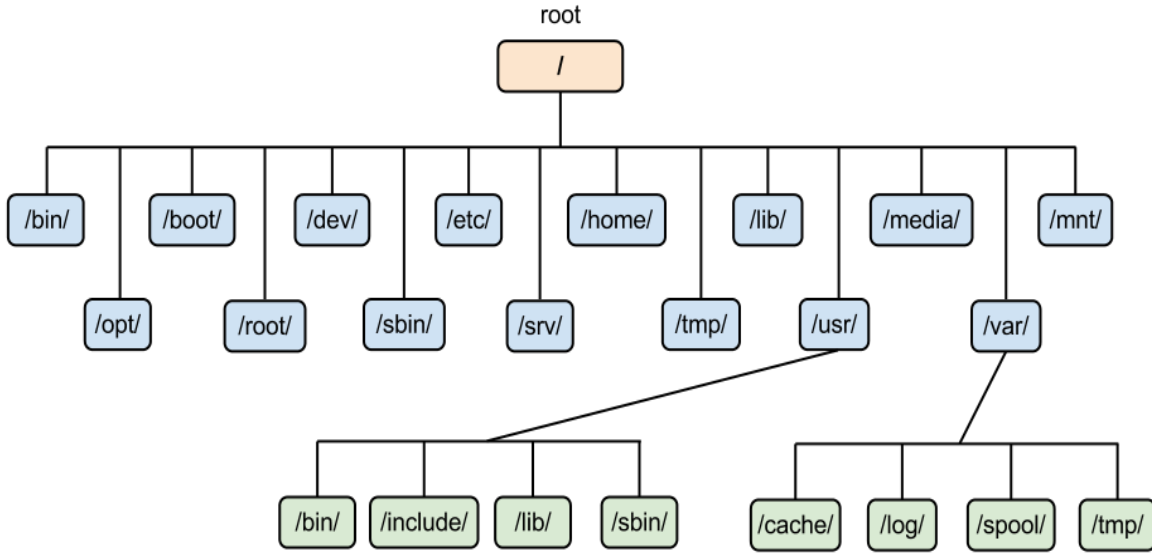 root
/
/bin/
/boot/
/dev/
/etc/
/home/
/lib/
/media/
/mnt/
/opt/
/root/
/sbin/
/srv/
/tmp/
/usr/
/var/
/bin/
/include/
/lib/
/sbin/
/cache/
/log/
/spool/
/tmp/